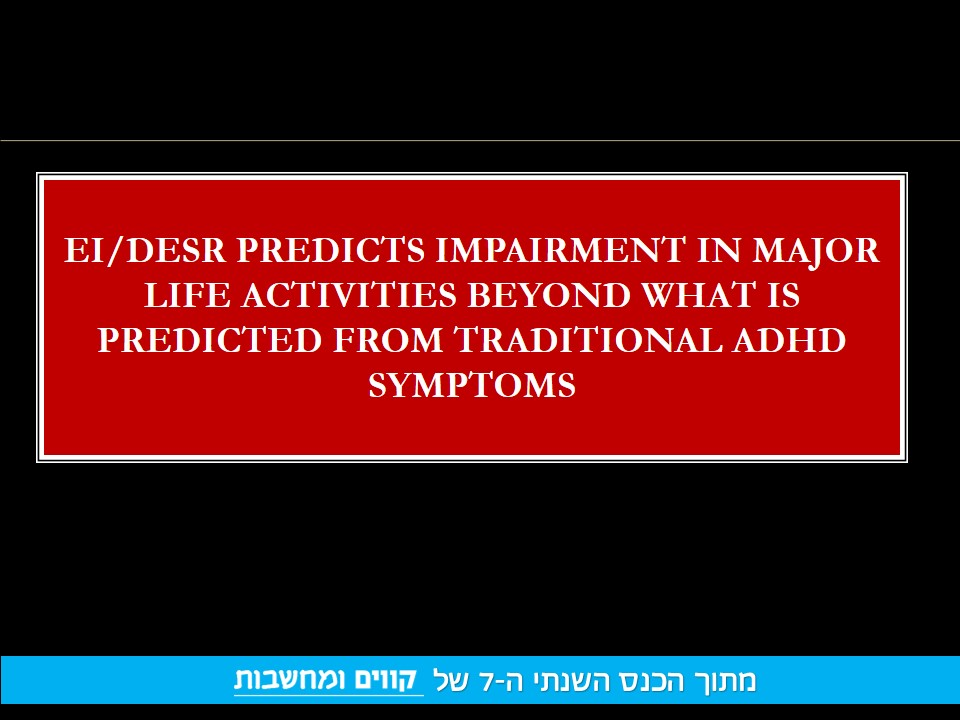 EI/DESR PREDICTS IMPAIRMENT IN MAJOR
LIFE ACTIVITIES BEYOND WHAT IS
PREDICTED FROM TRADITIONAL ADHD
SYMPTOMS
מתוך הכנס השנתי ה-7 של קווים ומחשבות